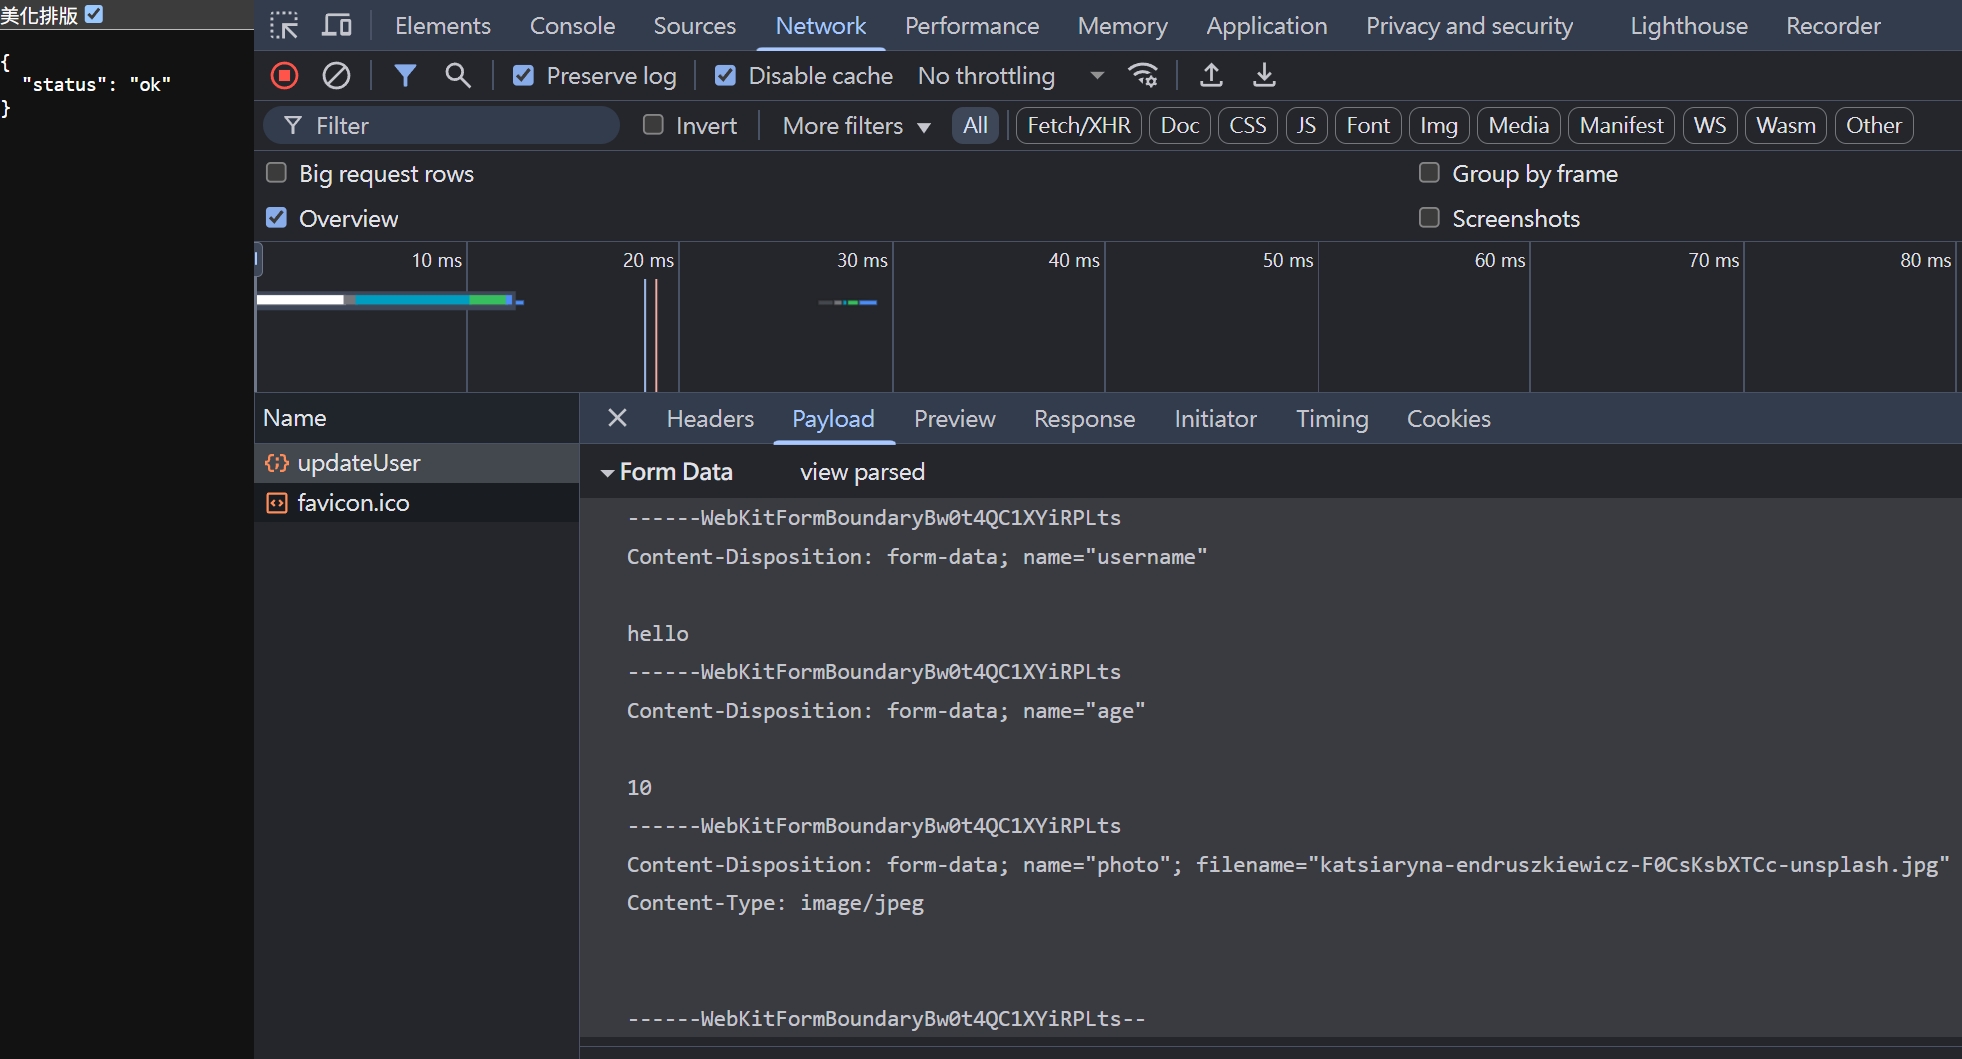 美化排版
{
"status": "ok"
}
Elements Console Sources Network Performance Memory Application Privacy and security Lighthouse Recorder
Preserve log Disable cache No throttling
Filter Invert More filters All Fetch/XHR Doc CSS JS Font Img Media Manifest WS Wasm Other
Big request rows Group by frame
Overview Screenshots
10 ms 20 ms 30 ms 40 ms 50 ms 60 ms 70 ms 80 ms
Name
updateUser
favicon.ico
Headers Payload Preview Response Initiator Timing Cookies
Form Data view parsed
------WebKitFormBoundaryBw0t4QC1XYiRPLts
Content-Disposition: form-data; name="username"
hello
------WebKitFormBoundaryBw0t4QC1XYiRPLts
Content-Disposition: form-data; name="age"
10
------WebKitFormBoundaryBw0t4QC1XYiRPLts
Content-Disposition: form-data; name="photo"; filename="katsiaryna-endruszkiewicz-F0CsKsbXTCc-unsplash.jpg"
Content-Type: image/jpeg
------WebKitFormBoundaryBw0t4QC1XYiRPLts--